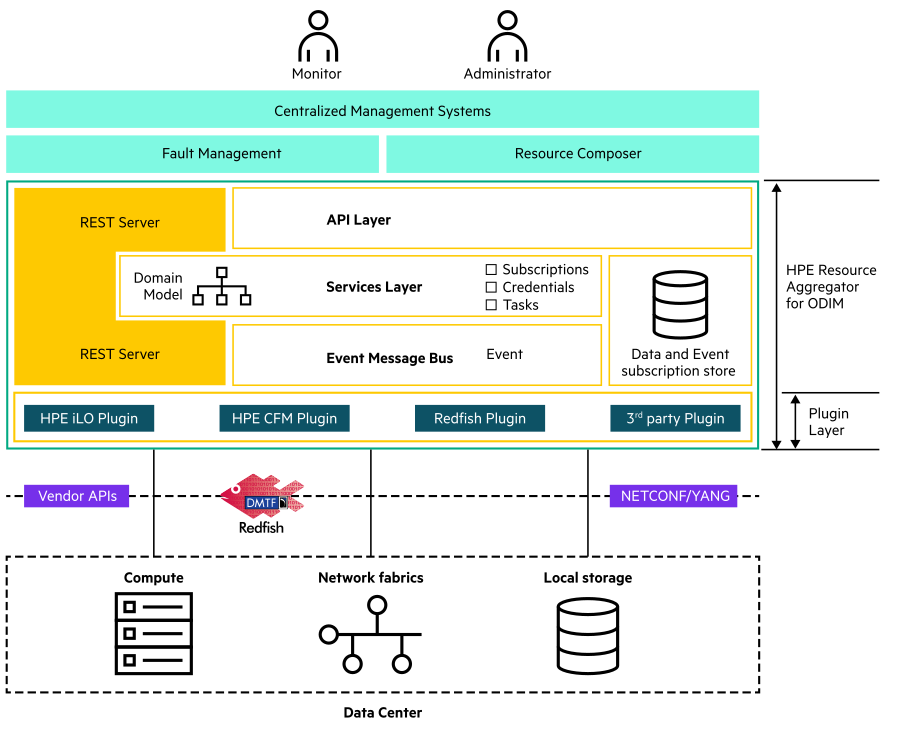 Monitor
Administrator
Centralized Management Systems
Fault Management
Resource Composer
REST Server
API Layer
Domain
Model
Services Layer
Subscriptions
Credentials
Tasks
HPE Resource
Aggregator
for ODIM
REST Server
Event Message Bus
Event
Data and Event
subscription store
HPE iLO Plugin
HPE CFM Plugin
Redfish Plugin
3rd party Plugin
Plugin
Layer
Vendor APIs
DMTF
Redfish
NETCONF/YANG
Compute
Network fabrics
Local storage
Data Center